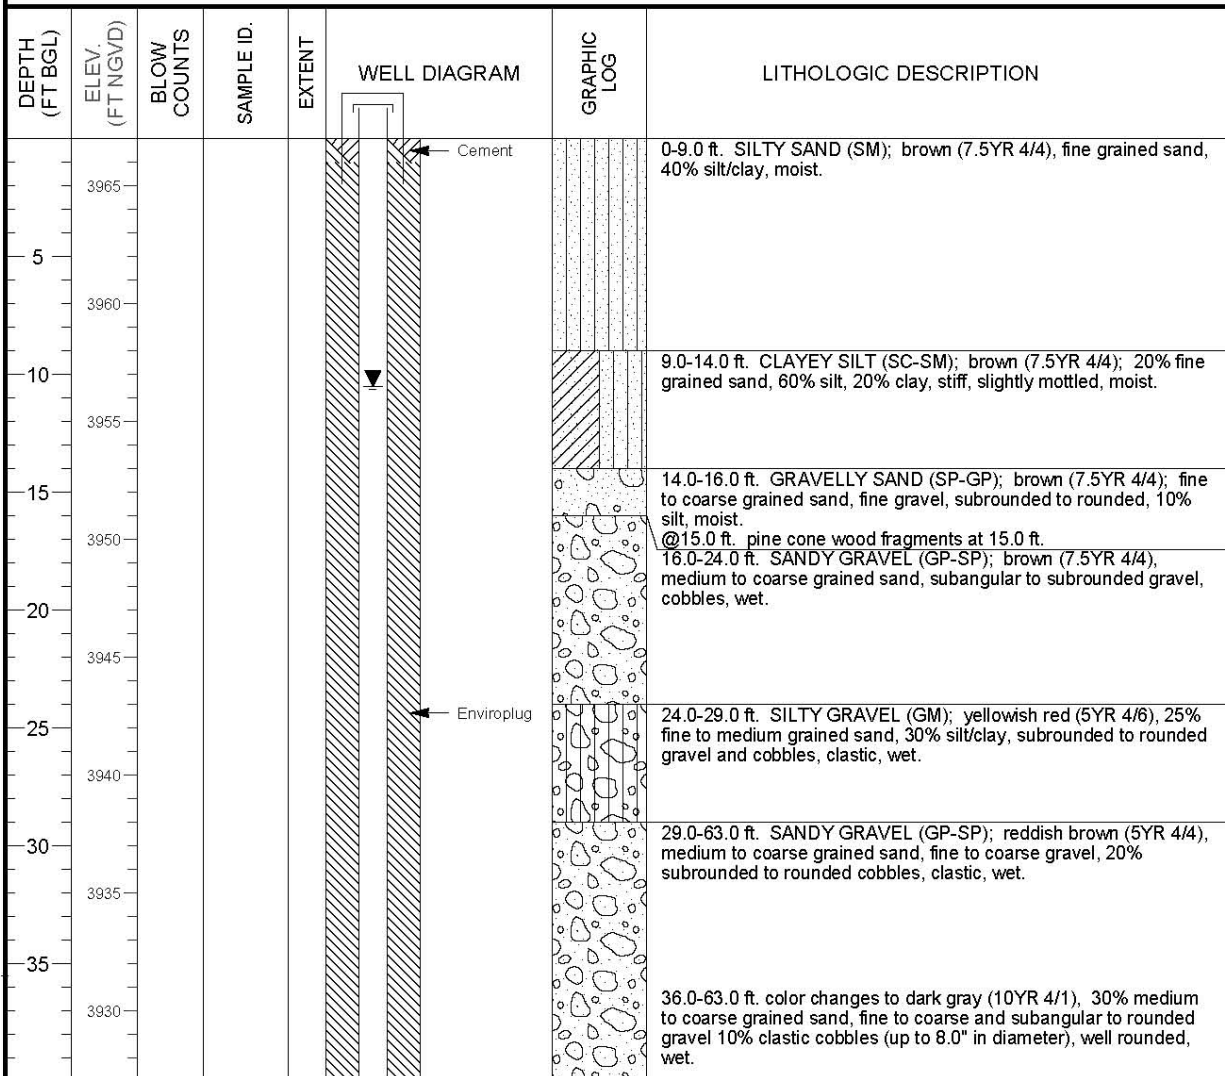 DEPTH
(FT BGL)
ELEV.
(FT NGVD)
BLOW
COUNTS
SAMPLE ID.
EXTENT
WELL DIAGRAM
GRAPHIC
LOG
LITHOLOGIC DESCRIPTION
Cement
0-9.0 ft. SILTY SAND (SM); brown (7.5YR 4/4), fine grained sand,
40% silt/clay, moist.
3965
5
3960
9.0-14.0 ft. CLAYEY SILT (SC-SM); brown (7.5YR 4/4); 20% fine
grained sand, 60% silt, 20% clay, stiff, slightly mottled, moist.
10
3955
14.0-16.0 ft. GRAVELLY SAND (SP-GP); brown (7.5YR 4/4); fine
to coarse grained sand, fine gravel, subrounded to rounded, 10%
silt, moist.
@15.0 ft. pine cone wood fragments at 15.0 ft.
15
3950
16.0-24.0 ft. SANDY GRAVEL (GP-SP); brown (7.5YR 4/4),
medium to coarse grained sand, subangular to subrounded gravel,
cobbles, wet.
20
3945
Enviroplug
24.0-29.0 ft. SILTY GRAVEL (GM); yellowish red (5YR 4/6), 25%
fine to medium grained sand, 30% silt/clay, subrounded to rounded
gravel and cobbles, clastic, wet.
25
3940
29.0-63.0 ft. SANDY GRAVEL (GP-SP); reddish brown (5YR 4/4),
medium to coarse grained sand, fine to coarse gravel, 20%
subrounded to rounded cobbles, clastic, wet.
30
3935
35
36.0-63.0 ft. color changes to dark gray (10YR 4/1), 30% medium
to coarse grained sand, fine to coarse and subangular to rounded
gravel 10% clastic cobbles (up to 8.0" in diameter), well rounded,
wet.
3930